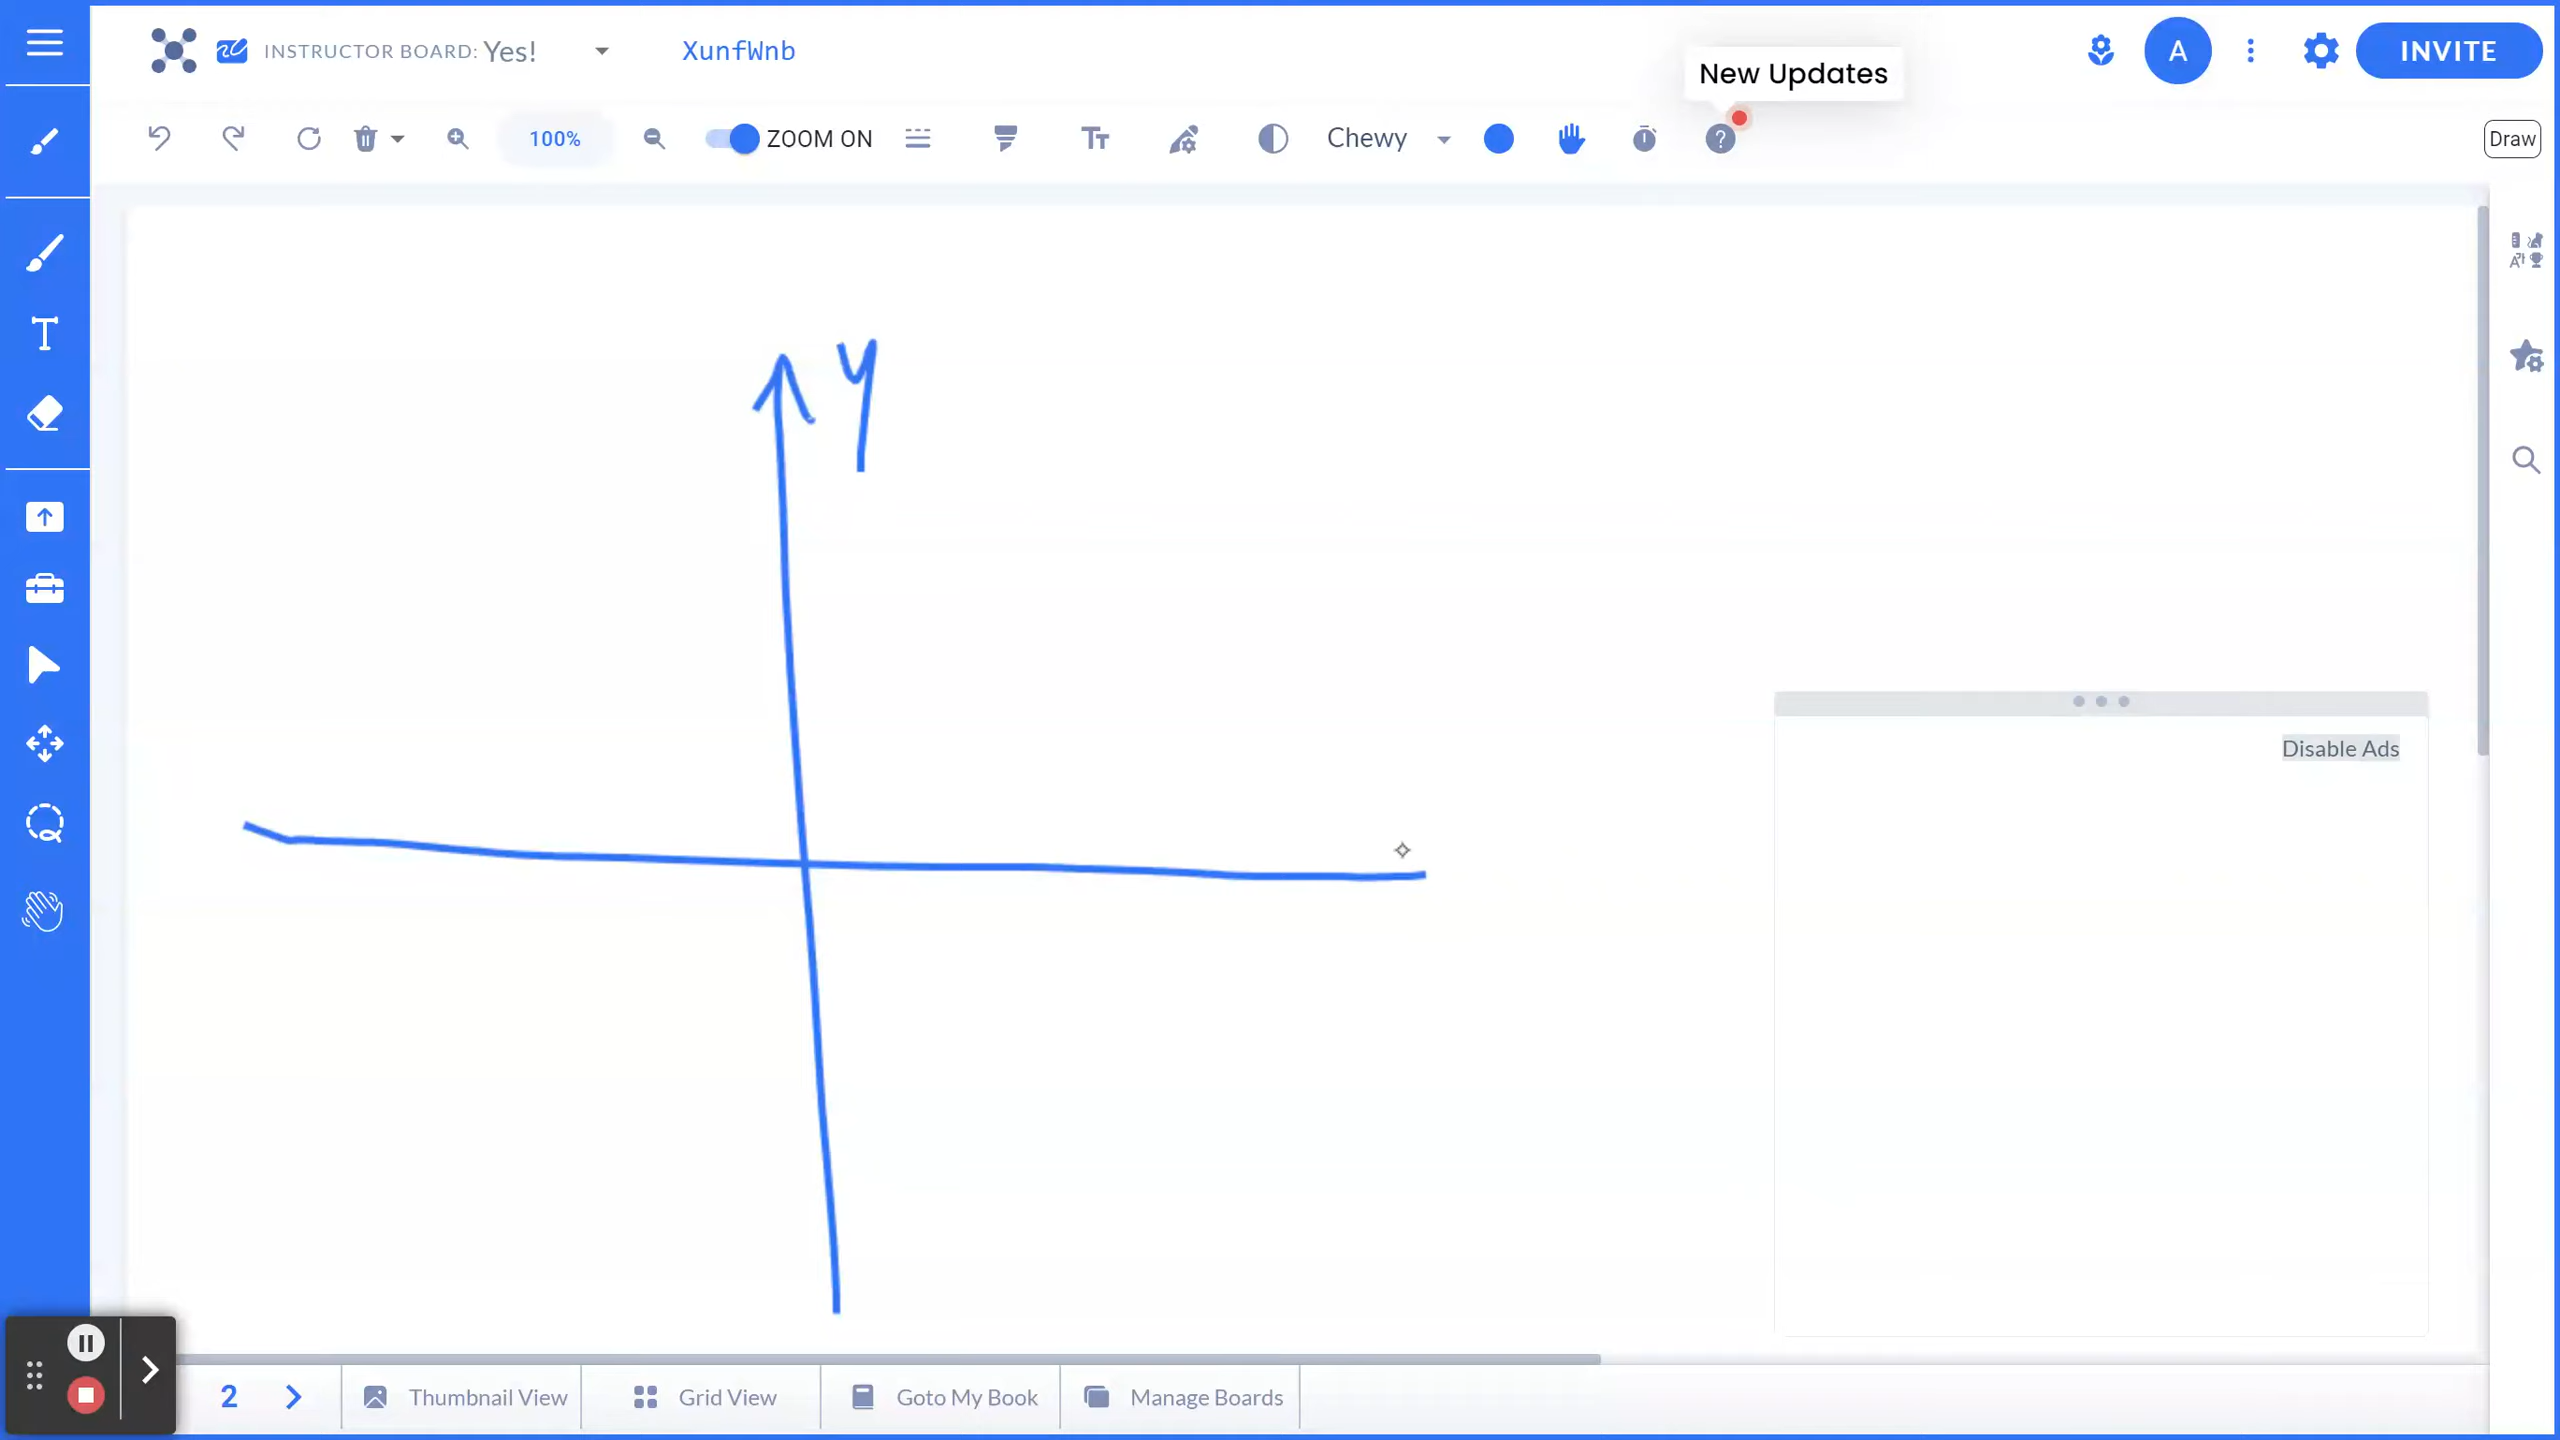 INSTRUCTOR BOARD: Yes!
XunfWnb
New Updates
A
INVITE
100%
ZOOM ON
Tт
Chewy
?
Draw
T
y
Disable Ads
2
Thumbnail View
Grid View
Goto My Book
Manage Boards